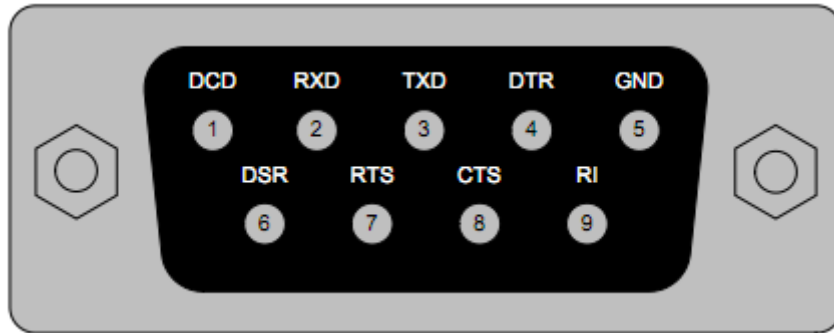 DCD RXD TXD DTR GND
1 2 3 4 5
DSR RTS CTS RI
6 7 8 9